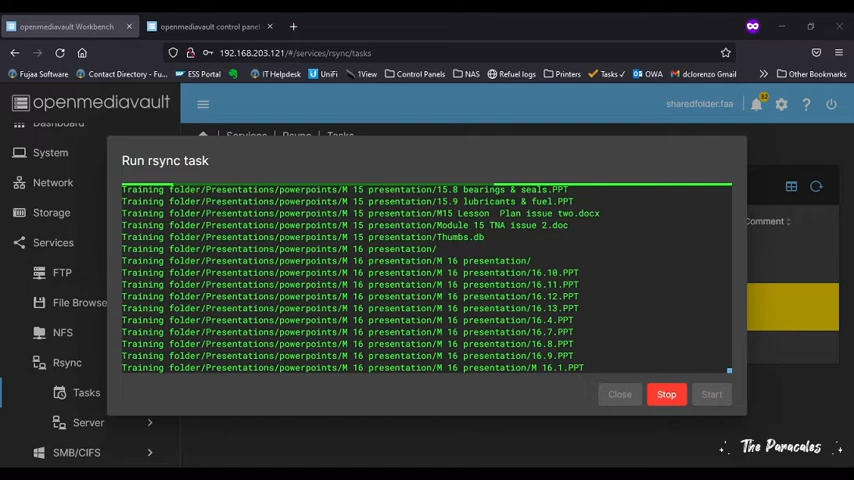 openmediavault Workbench
openmediavault control panel
192.168.203.121/#/services/rsync/tasks
Fujaa Software
Contact Directory - Fu...
ESS Portal
IT Helpdesk
UniFi
1View
Control Panels
NAS
Refuel logs
Printers
Tasks ✓
OWA
dclorenzo Gmail
Other Bookmarks
openmediavault
sharedfolder.faa
32
Dashboard
Services
Rsync
Tasks
System
Network
Storage
Services
FTP
File Browse
NFS
Rsync
Tasks
Server
SMB/CIFS
Comment
Run rsync task
Training folder/Presentations/powerpoints/M 15 presentation/15.8 bearings & seals.PPT
Training folder/Presentations/powerpoints/M 15 presentation/15.9 lubricants & fuel.PPT
Training folder/Presentations/powerpoints/M 15 presentation/M15 Lesson  Plan issue two.docx
Training folder/Presentations/powerpoints/M 15 presentation/Module 15 TNA issue 2.doc
Training folder/Presentations/powerpoints/M 15 presentation/Thumbs.db
Training folder/Presentations/powerpoints/M 16 presentation/
Training folder/Presentations/powerpoints/M 16 presentation/M 16 presentation/
Training folder/Presentations/powerpoints/M 16 presentation/M 16 presentation/16.10.PPT
Training folder/Presentations/powerpoints/M 16 presentation/M 16 presentation/16.11.PPT
Training folder/Presentations/powerpoints/M 16 presentation/M 16 presentation/16.12.PPT
Training folder/Presentations/powerpoints/M 16 presentation/M 16 presentation/16.13.PPT
Training folder/Presentations/powerpoints/M 16 presentation/M 16 presentation/16.4.PPT
Training folder/Presentations/powerpoints/M 16 presentation/M 16 presentation/16.7.PPT
Training folder/Presentations/powerpoints/M 16 presentation/M 16 presentation/16.8.PPT
Training folder/Presentations/powerpoints/M 16 presentation/M 16 presentation/16.9.PPT
Training folder/Presentations/powerpoints/M 16 presentation/M 16 presentation/M 16.1.PPT
Close
Stop
Start
The Paracales